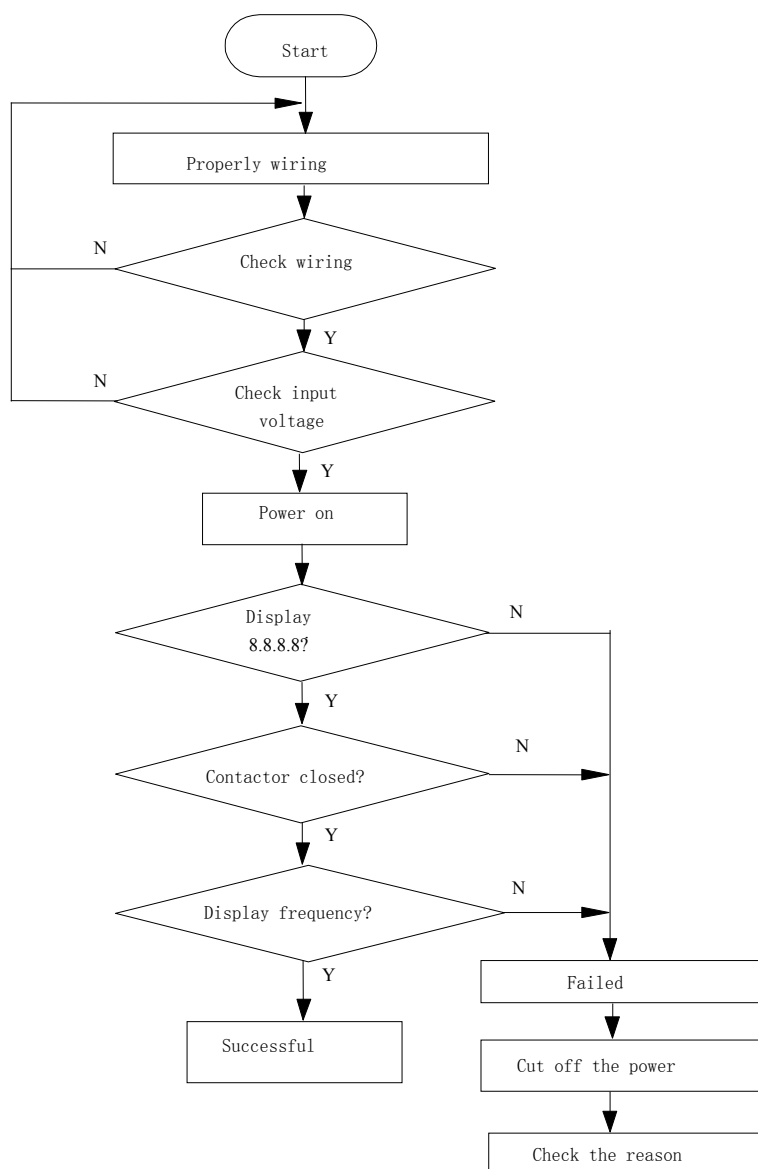 Start
Properly wiring
N
Check wiring
Y
N
Check input
voltage
Y
Power on
N
Display
8.8.8.8?
Y
N
Contactor closed?
Y
N
Display frequency?
Y
Failed
Successful
Cut off the power
Check the reason